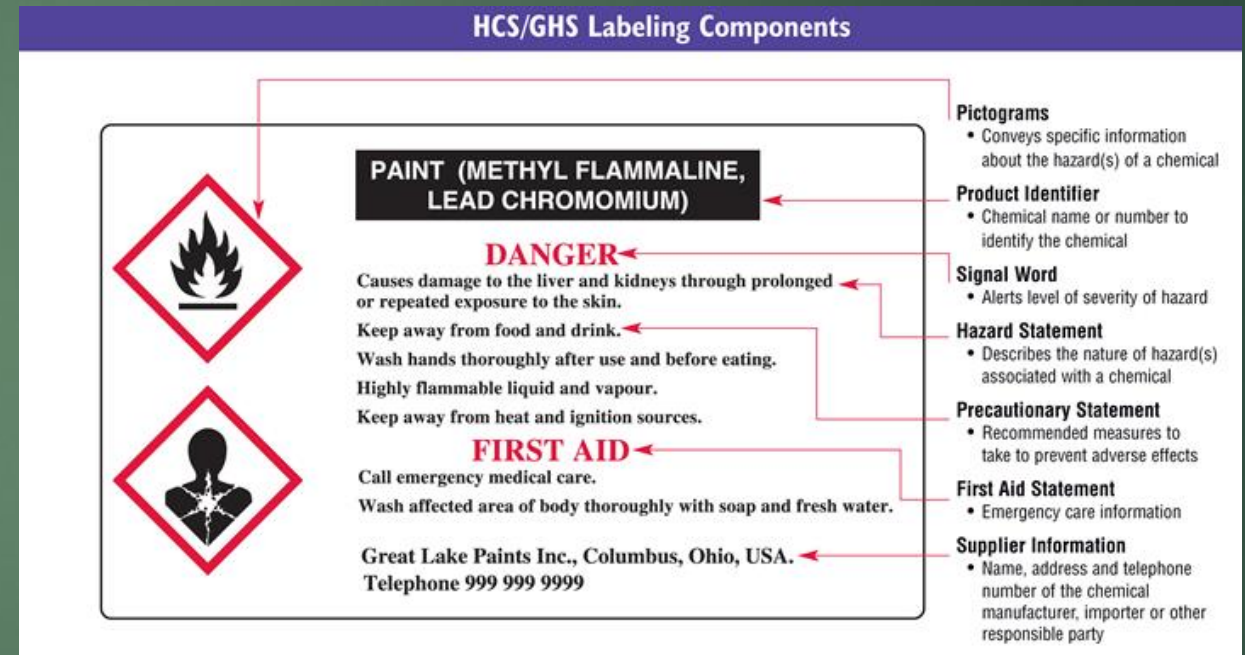 HCS/GHS Labeling Components
PAINT (METHYL FLAMMALINE,
LEAD CHROMOMIUM)
DANGER
Causes damage to the liver and kidneys through prolonged
or repeated exposure to the skin.
Keep away from food and drink.
Wash hands thoroughly after use and before eating.
Highly flammable liquid and vapour.
Keep away from heat and ignition sources.
FIRST AID
Call emergency medical care.
Wash affected area of body thoroughly with soap and fresh water.
Great Lake Paints Inc., Columbus, Ohio, USA.
Telephone 999 999 9999
Pictograms
• Conveys specific information
about the hazard(s) of a chemical
Product Identifier
• Chemical name or number to
identify the chemical
Signal Word
• Alerts level of severity of hazard
Hazard Statement
• Describes the nature of hazard(s)
associated with a chemical
Precautionary Statement
• Recommended measures to
take to prevent adverse effects
First Aid Statement
• Emergency care information
Supplier Information
• Name, address and telephone
number of the chemical
manufacturer, importer or other
responsible party